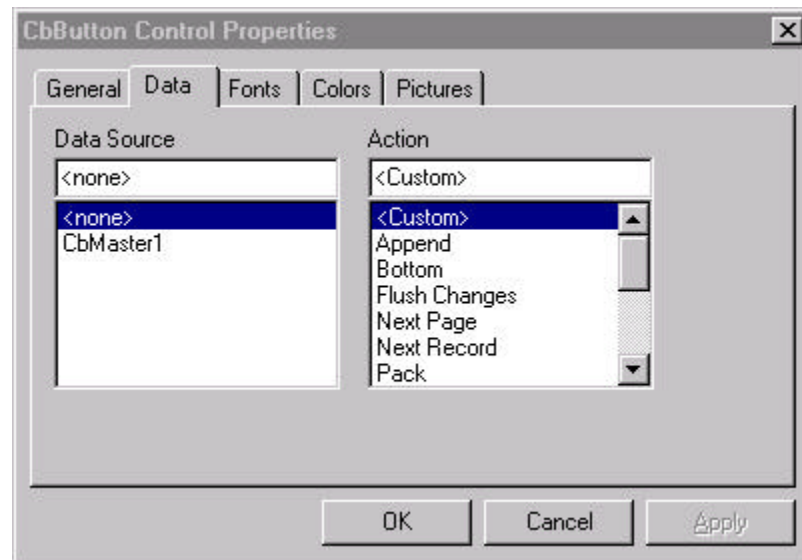 CbButton Control Properties
General Data Fonts Colors Pictures
Data Source
<none>
<none>
CbMaster1
Action
<Custom>
<Custom>
Append
Bottom
Flush Changes
Next Page
Next Record
Pack
OK Cancel Apply